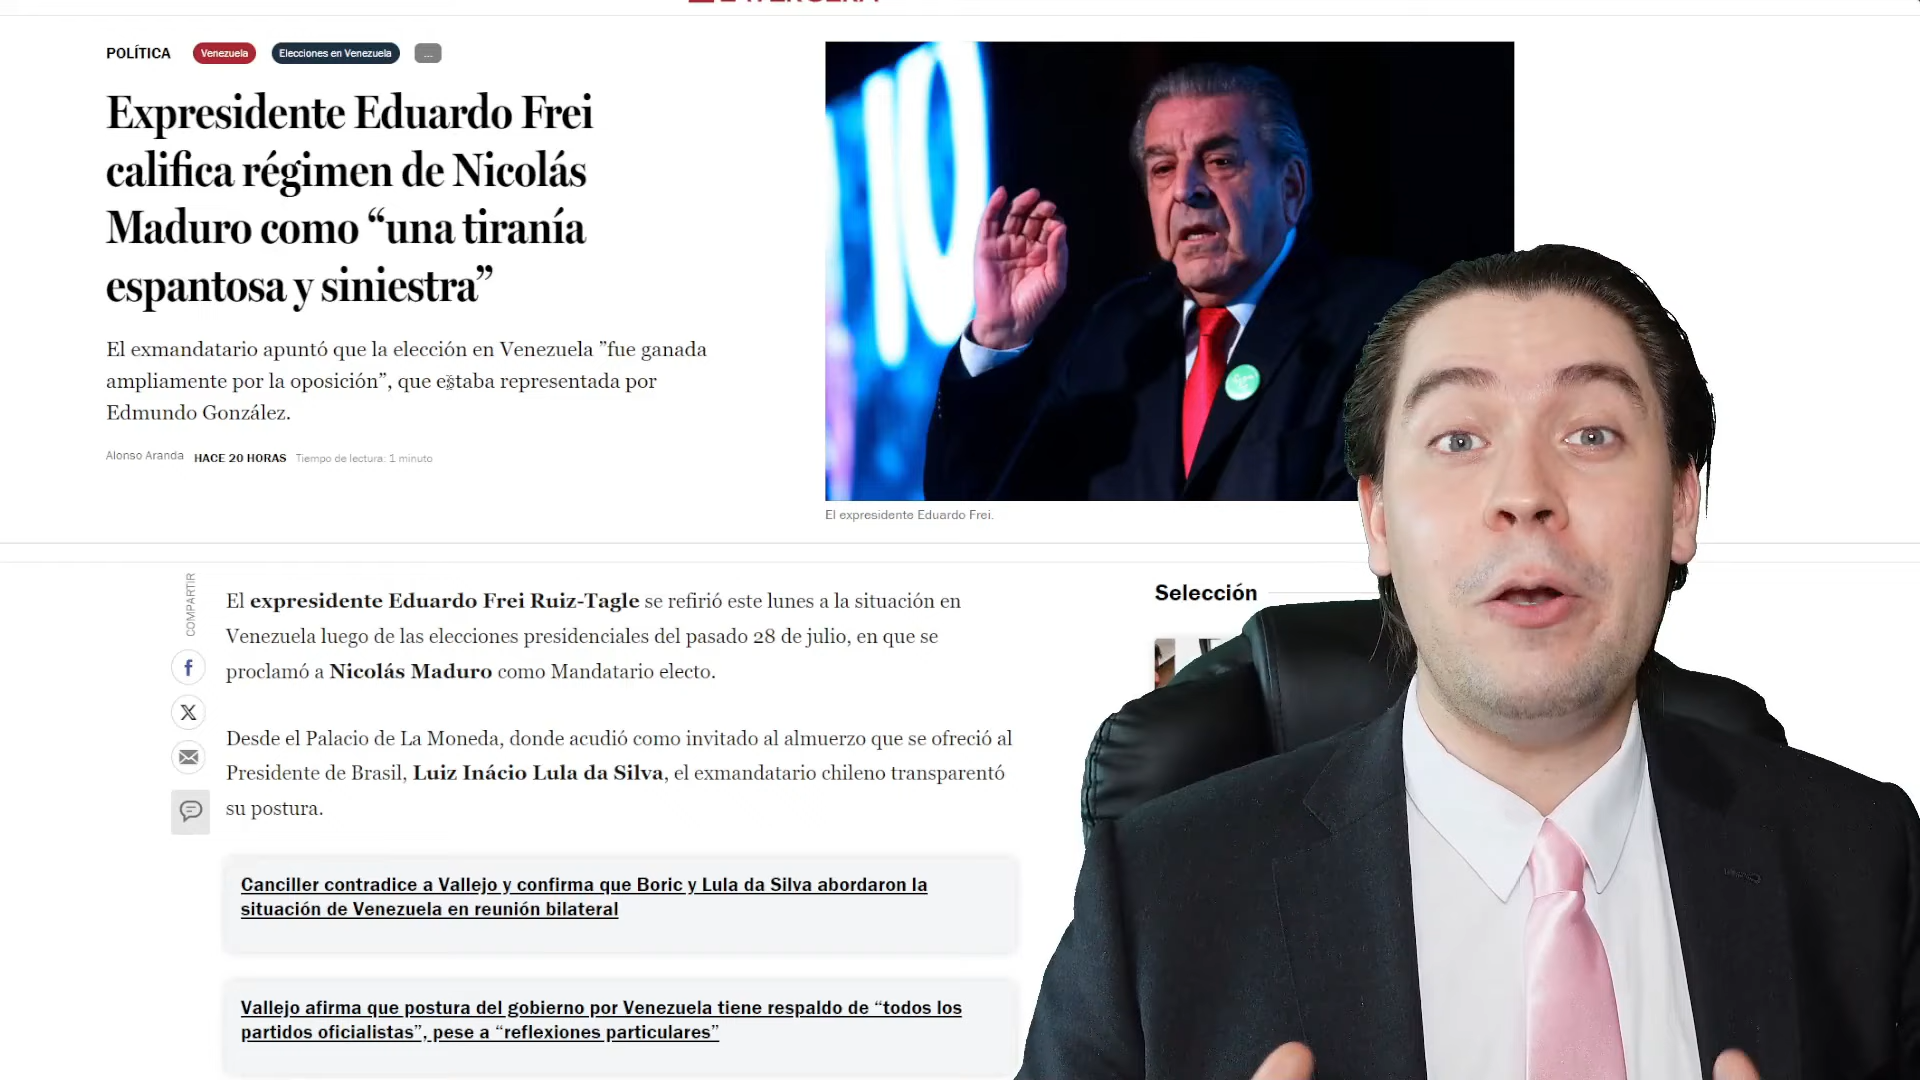 POLÍTICA
Venezuela
Elecciones en Venezuela
...
Expresidente Eduardo Frei
califica régimen de Nicolás
Maduro como “una tiranía
espantosa y siniestra”
El exmandatario apuntó que la elección en Venezuela ”fue ganada
ampliamente por la oposición”, que estaba representada por
Edmundo González.
Alonso Aranda HACE 20 HORAS Tiempo de lectura: 1 minuto
El expresidente Eduardo Frei.
COMPARTIR
El expresidente Eduardo Frei Ruiz-Tagle se refirió este lunes a la situación en
Venezuela luego de las elecciones presidenciales del pasado 28 de julio, en que se
proclamó a Nicolás Maduro como Mandatario electo.
Desde el Palacio de La Moneda, donde acudió como invitado al almuerzo que se ofreció al
Presidente de Brasil, Luiz Inácio Lula da Silva, el exmandatario chileno transparentó
su postura.
Canciller contradice a Vallejo y confirma que Boric y Lula da Silva abordaron la
situación de Venezuela en reunión bilateral
Vallejo afirma que postura del gobierno por Venezuela tiene respaldo de “todos los
partidos oficialistas”, pese a “reflexiones particulares”
Selección